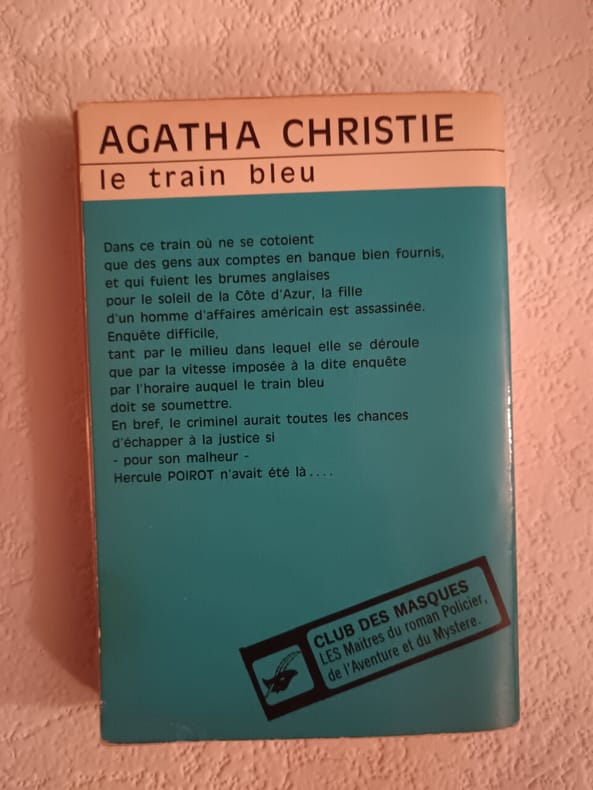 AGATHA CHRISTIE
le train bleu
Dans ce train où ne se cotoient
que des gens aux comptes en banque bien fournis,
et qui fuient les brumes anglaises
pour le soleil de la Côte d'Azur, la fille
d'un homme d'affaires américain est assassinée.
Enquête difficile,
tant par le milieu dans lequel elle se déroule
que par la vitesse imposée à la dite enquête
par l'horaire auquel le train bleu
doit se soumettre.
En bref, le criminel aurait toutes les chances
d'échapper à la justice si
- pour son malheur -
Hercule POIROT n'avait été là....
CLUB DES MASQUES
LES Maitres du roman Policier,
de l'Aventure et du Mystere.